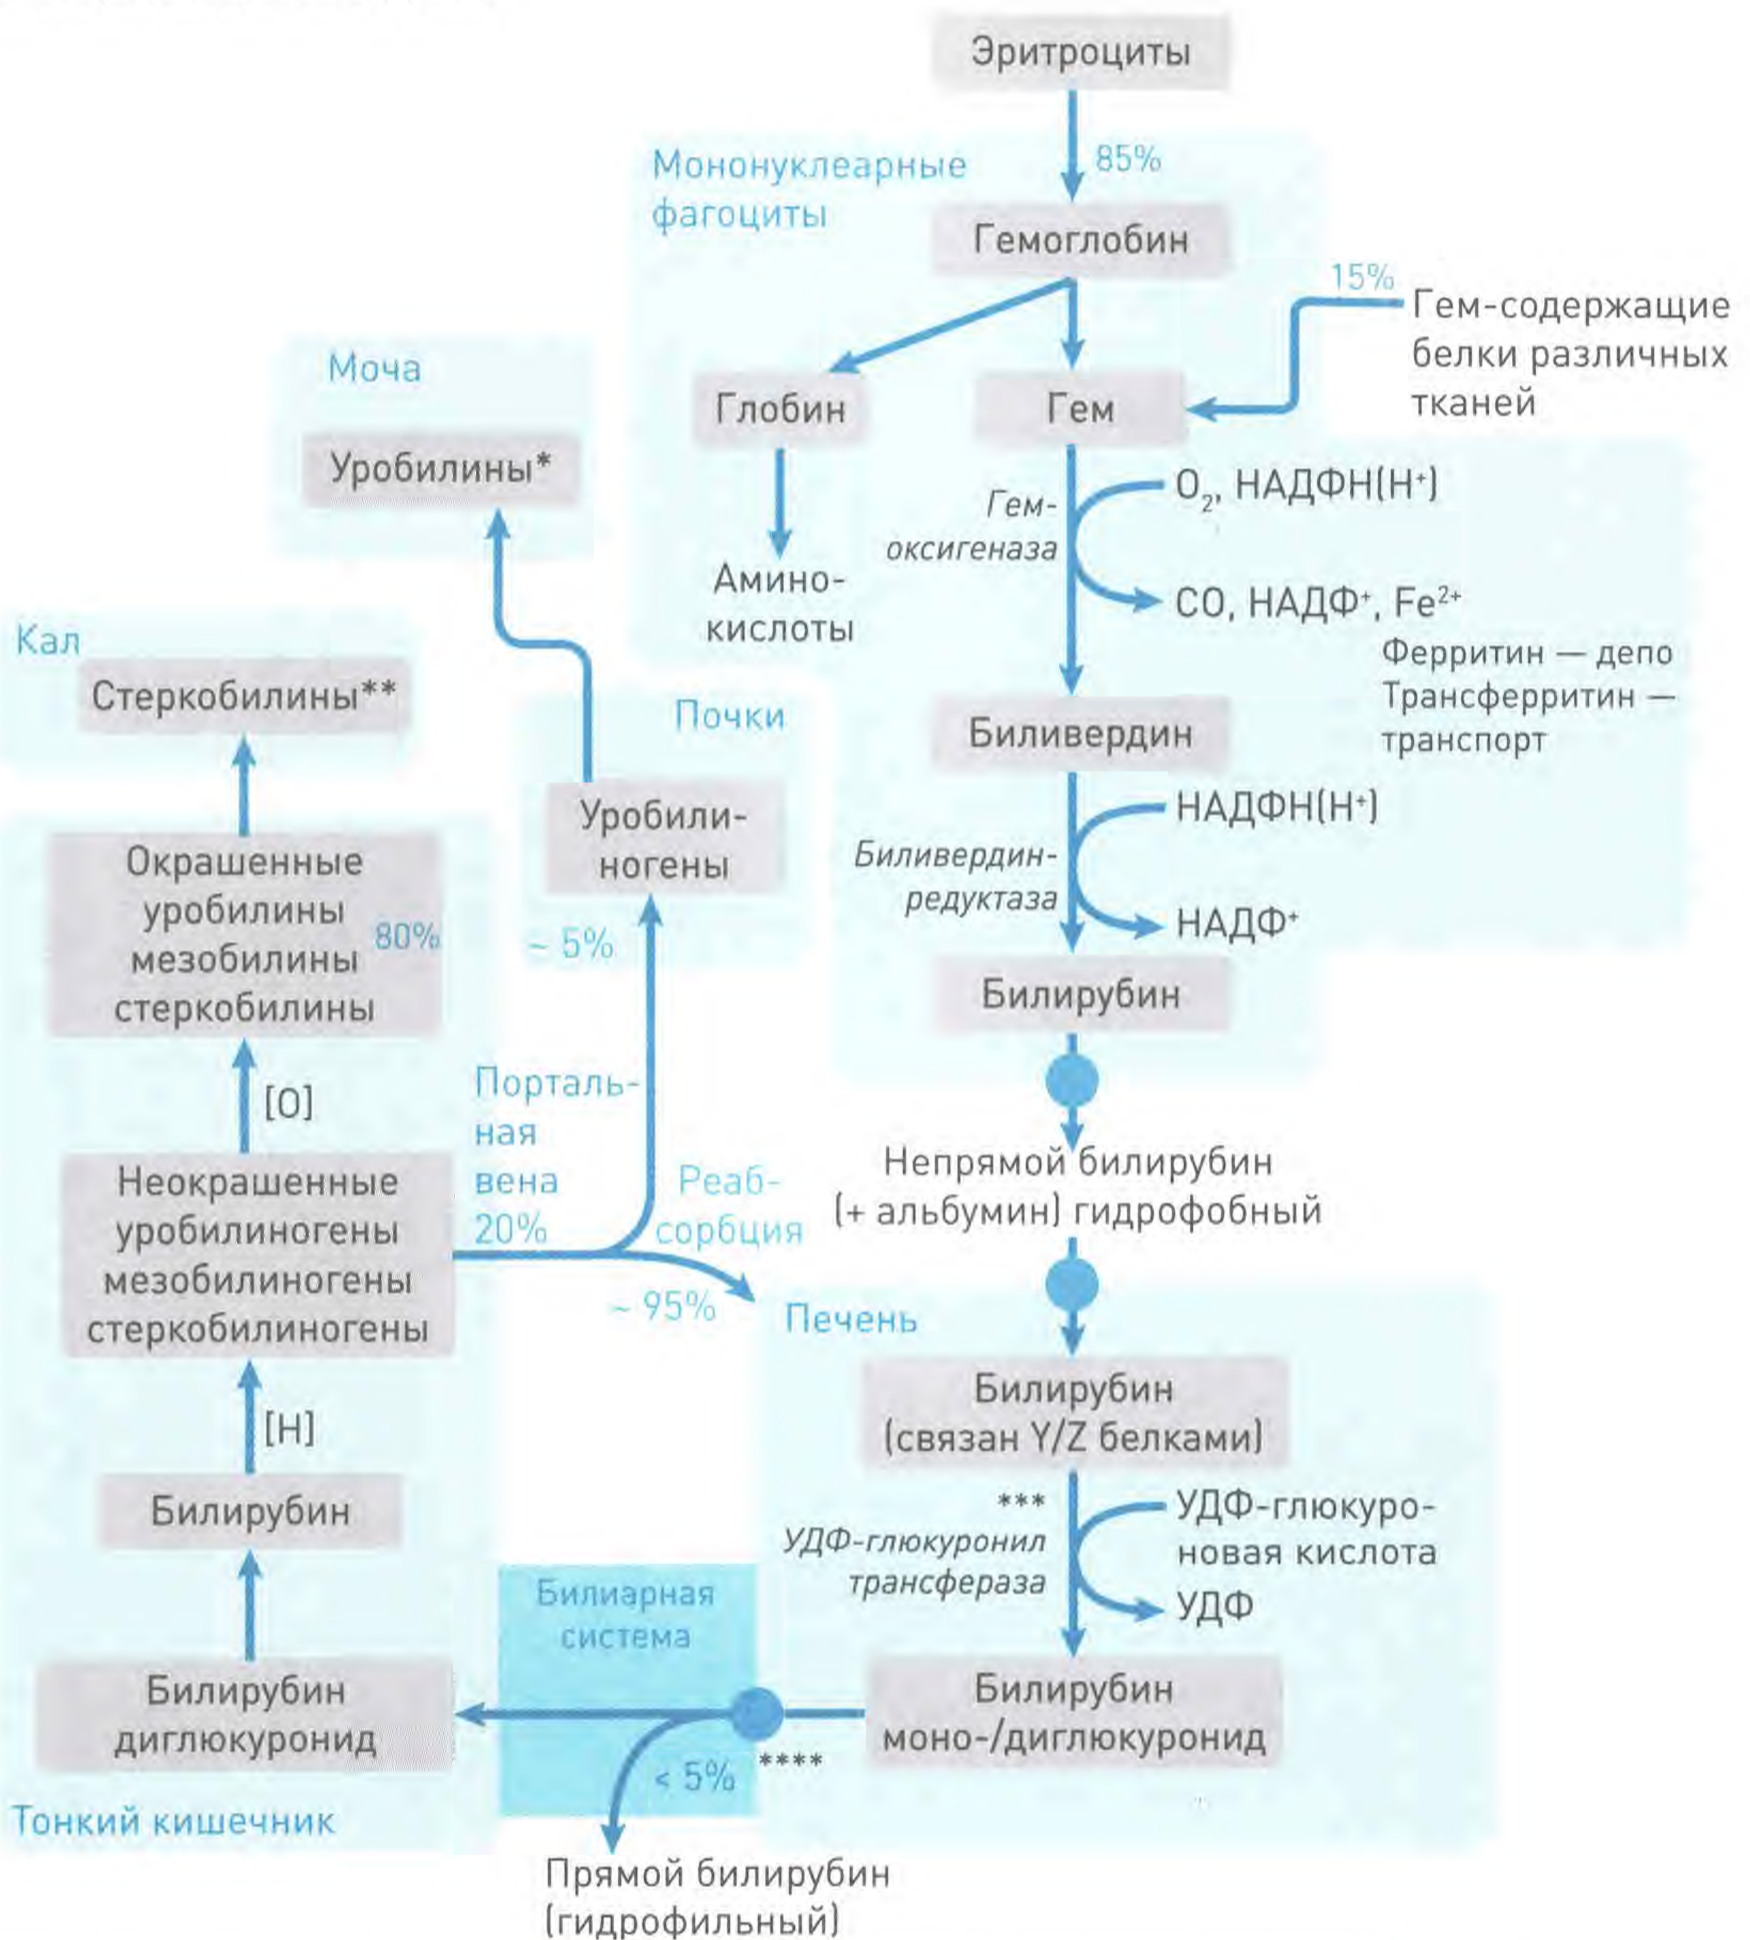 Эритроциты
85%
Мононуклеарные
фагоциты
Гемоглобин
15%
Гем-содержащие
белки различных
тканей
Глобин
Гем
Амино-
кислоты
Гем-
оксигеназа
O₂, НАДФН(Н⁺)
CO, НАДФ⁺, Fe²⁺
Ферритин — депо
Трансферритин —
транспорт
Биливердин
Биливердин-
редуктаза
НАДФН(Н⁺)
НАДФ⁺
Билирубин
Непрямой билирубин
(+ альбумин) гидрофобный
Печень
Билирубин
(связан Y/Z белками)
***
УДФ-глюкуронил
трансфераза
УДФ-глюкуро-
новая кислота
УДФ
Билирубин
моно-/диглюкуронид
****
Билиарная
система
< 5%
Прямой билирубин
(гидрофильный)
Билирубин
диглюкуронид
Тонкий кишечник
Билирубин
[H]
Неокрашенные
уробилиногены
мезобилиногены
стеркобилиногены
[O]
Окрашенные
уробилины
мезобилины
стеркобилины
80%
Кал
Стеркобилины**
Порталь-
ная
вена
20%
Реаб-
сорбция
~ 95%
~ 5%
Почки
Уробили-
ногены
Моча
Уробилины*